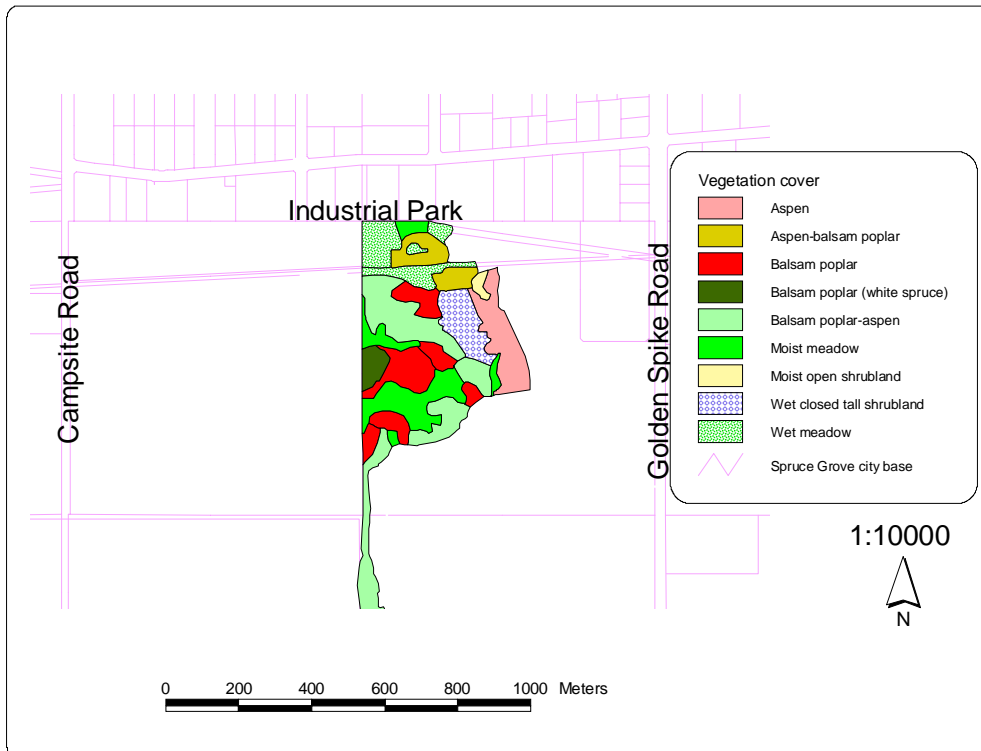 Industrial Park
Campsite Road
Golden Spike Road
Vegetation cover
Aspen
Aspen-balsam poplar
Balsam poplar
Balsam poplar (white spruce)
Balsam poplar-aspen
Moist meadow
Moist open shrubland
Wet closed tall shrubland
Wet meadow
Spruce Grove city base
1:10000
N
0 200 400 600 800 1000 Meters